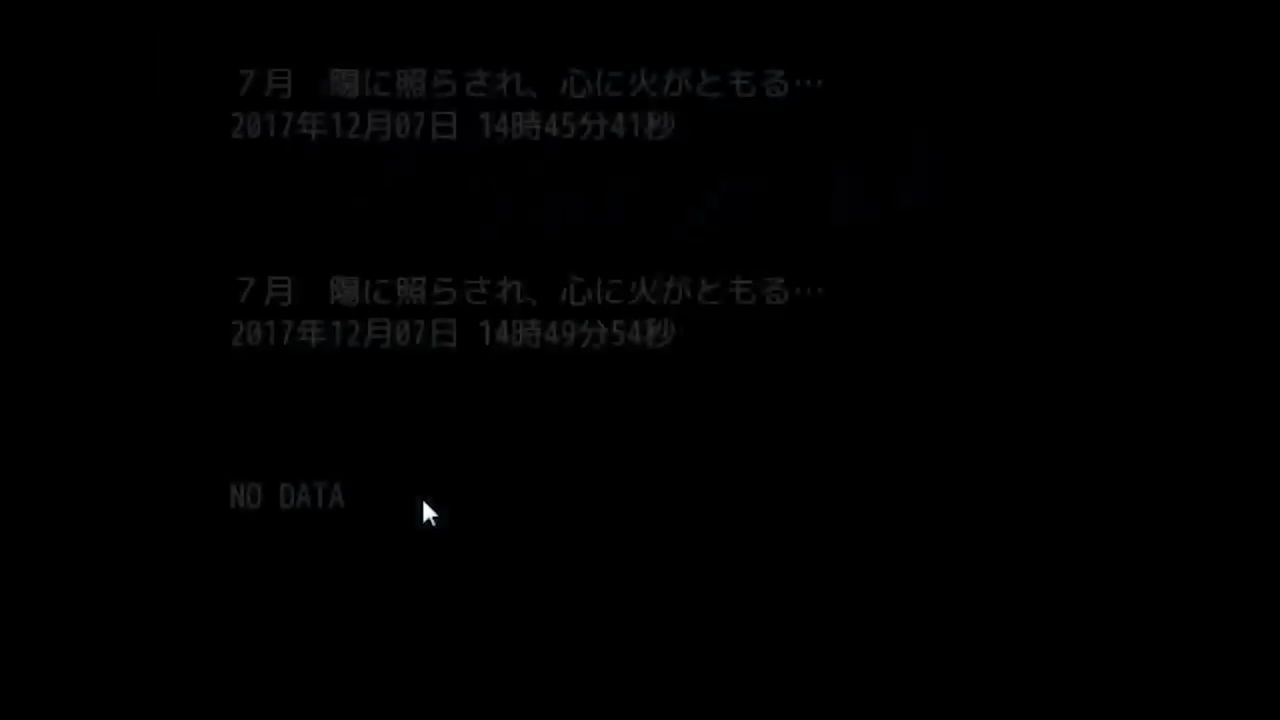 ７月　陽に照らされ、心に火がともる…
2017年12月07日 14時45分41秒
７月　陽に照らされ、心に火がともる…
2017年12月07日 14時49分54秒
NO DATA